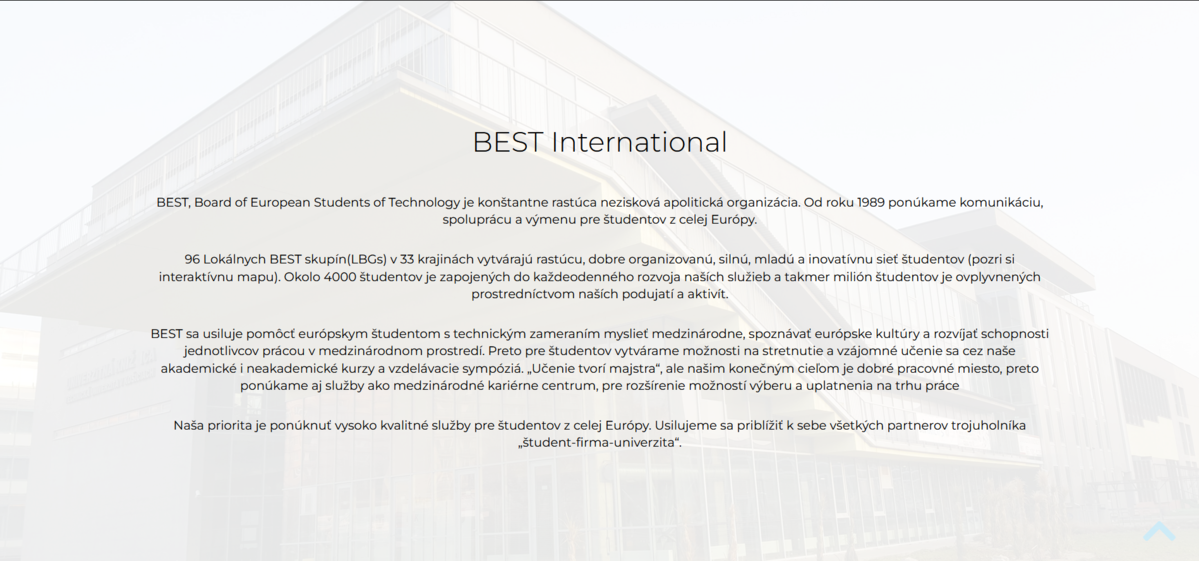 BEST International
BEST, Board of European Students of Technology je konštantne rastúca nezisková apolitická organizácia. Od roku 1989 ponúkame komunikáciu,
spoluprácu a výmenu pre študentov z celej Európy.
96 Lokálnych BEST skupín(LBGs) v 33 krajinách vytvárajú rastúcu, dobre organizovanú, silnú, mladú a inovatívnu sieť študentov (pozri si
interaktívnu mapu). Okolo 4000 študentov je zapojených do každeodenného rozvoja naších služieb a takmer milión študentov je ovplyvnených
prostredníctvom naších podujatí a aktivít.
BEST sa usiluje pomôcť európskym študentom s technickým zameraním myslieť medzinárodne, spoznávať európske kultúry a rozvíjať schopnosti
jednotlivcov prácou v medzinárodnom prostredí. Preto pre študentov vytvárame možnosti na stretnutie a vzájomné učenie sa cez naše
akademické i neakademické kurzy a vzdelávacie sympóziá. „Učenie tvorí majstra“, ale našim konečným cieľom je dobré pracovné miesto, preto
ponúkame aj služby ako medzinárodné kariérne centrum, pre rozšírenie možností výberu a uplatnenia na trhu práce
Naša priorita je ponúknuť vysoko kvalitné služby pre študentov z celej Európy. Usilujeme sa priblížiť k sebe všetkých partnerov trojuholníka
„študent-firma-univerzita“.